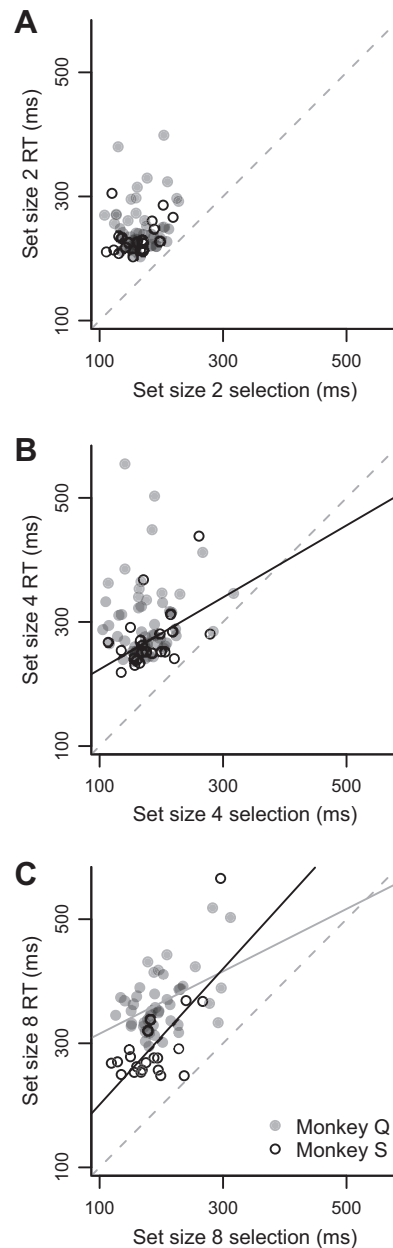 A
500
300
100
Set size 2 RT (ms)
100 300 500
Set size 2 selection (ms)
B
500
300
100
Set size 4 RT (ms)
100 300 500
Set size 4 selection (ms)
C
500
300
100
Set size 8 RT (ms)
Monkey Q
Monkey S
100 300 500
Set size 8 selection (ms)